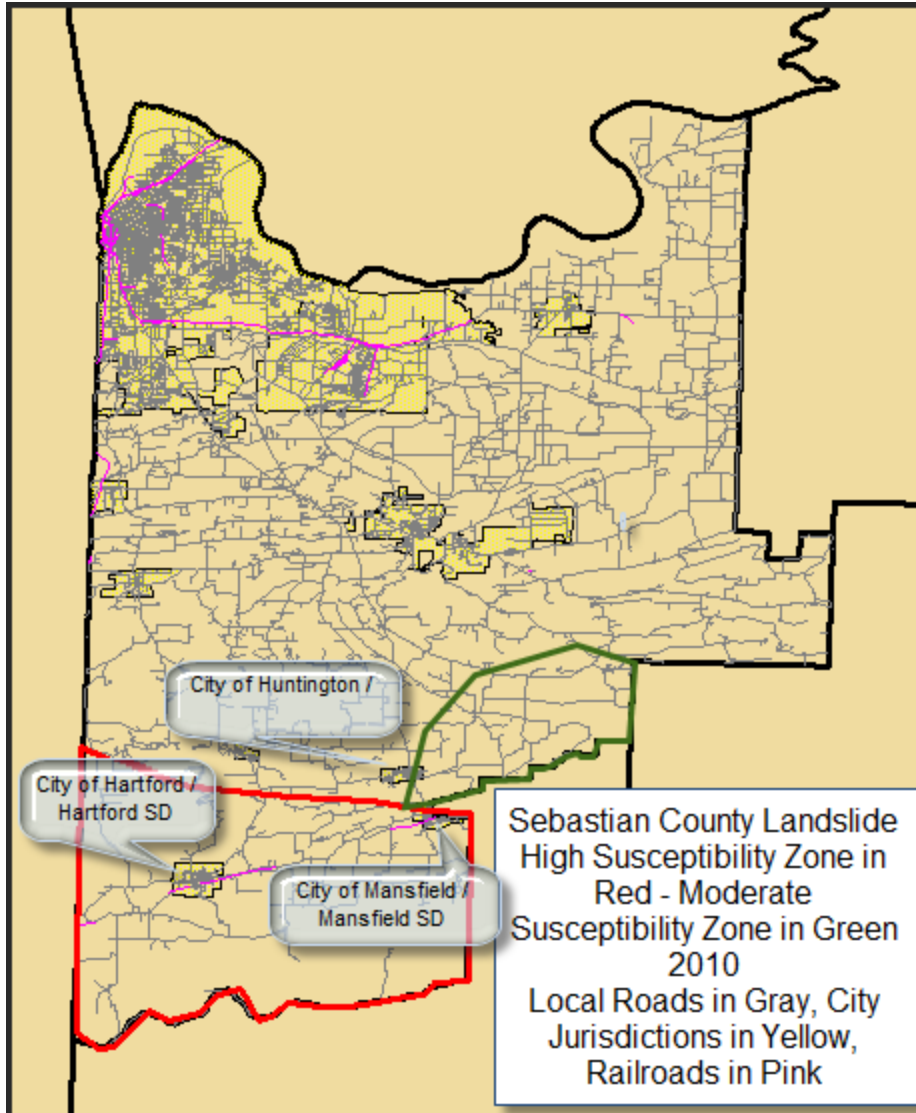 City of Huntington /
City of Hartford /
Hartford SD
City of Mansfield /
Mansfield SD
Sebastian County Landslide
High Susceptibility Zone in
Red - Moderate
Susceptibility Zone in Green
2010
Local Roads in Gray, City
Jurisdictions in Yellow,
Railroads in Pink